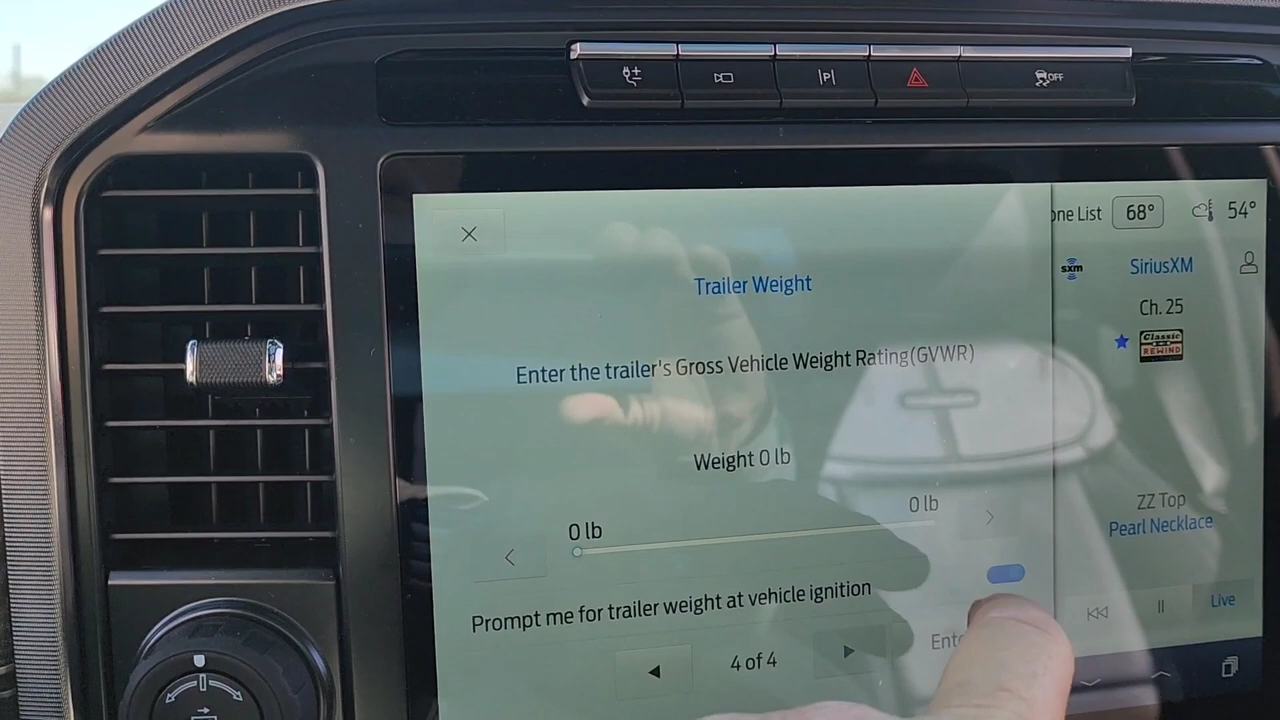 |P|
OFF
one List 68° 54°
Trailer Weight
sxm SiriusXM
Ch. 25
Classic
REWIND
Enter the trailer's Gross Vehicle Weight Rating(GVWR)
Weight 0 lb
0 lb
0 lb
ZZ Top
Pearl Necklace
Prompt me for trailer weight at vehicle ignition
Live
4 of 4